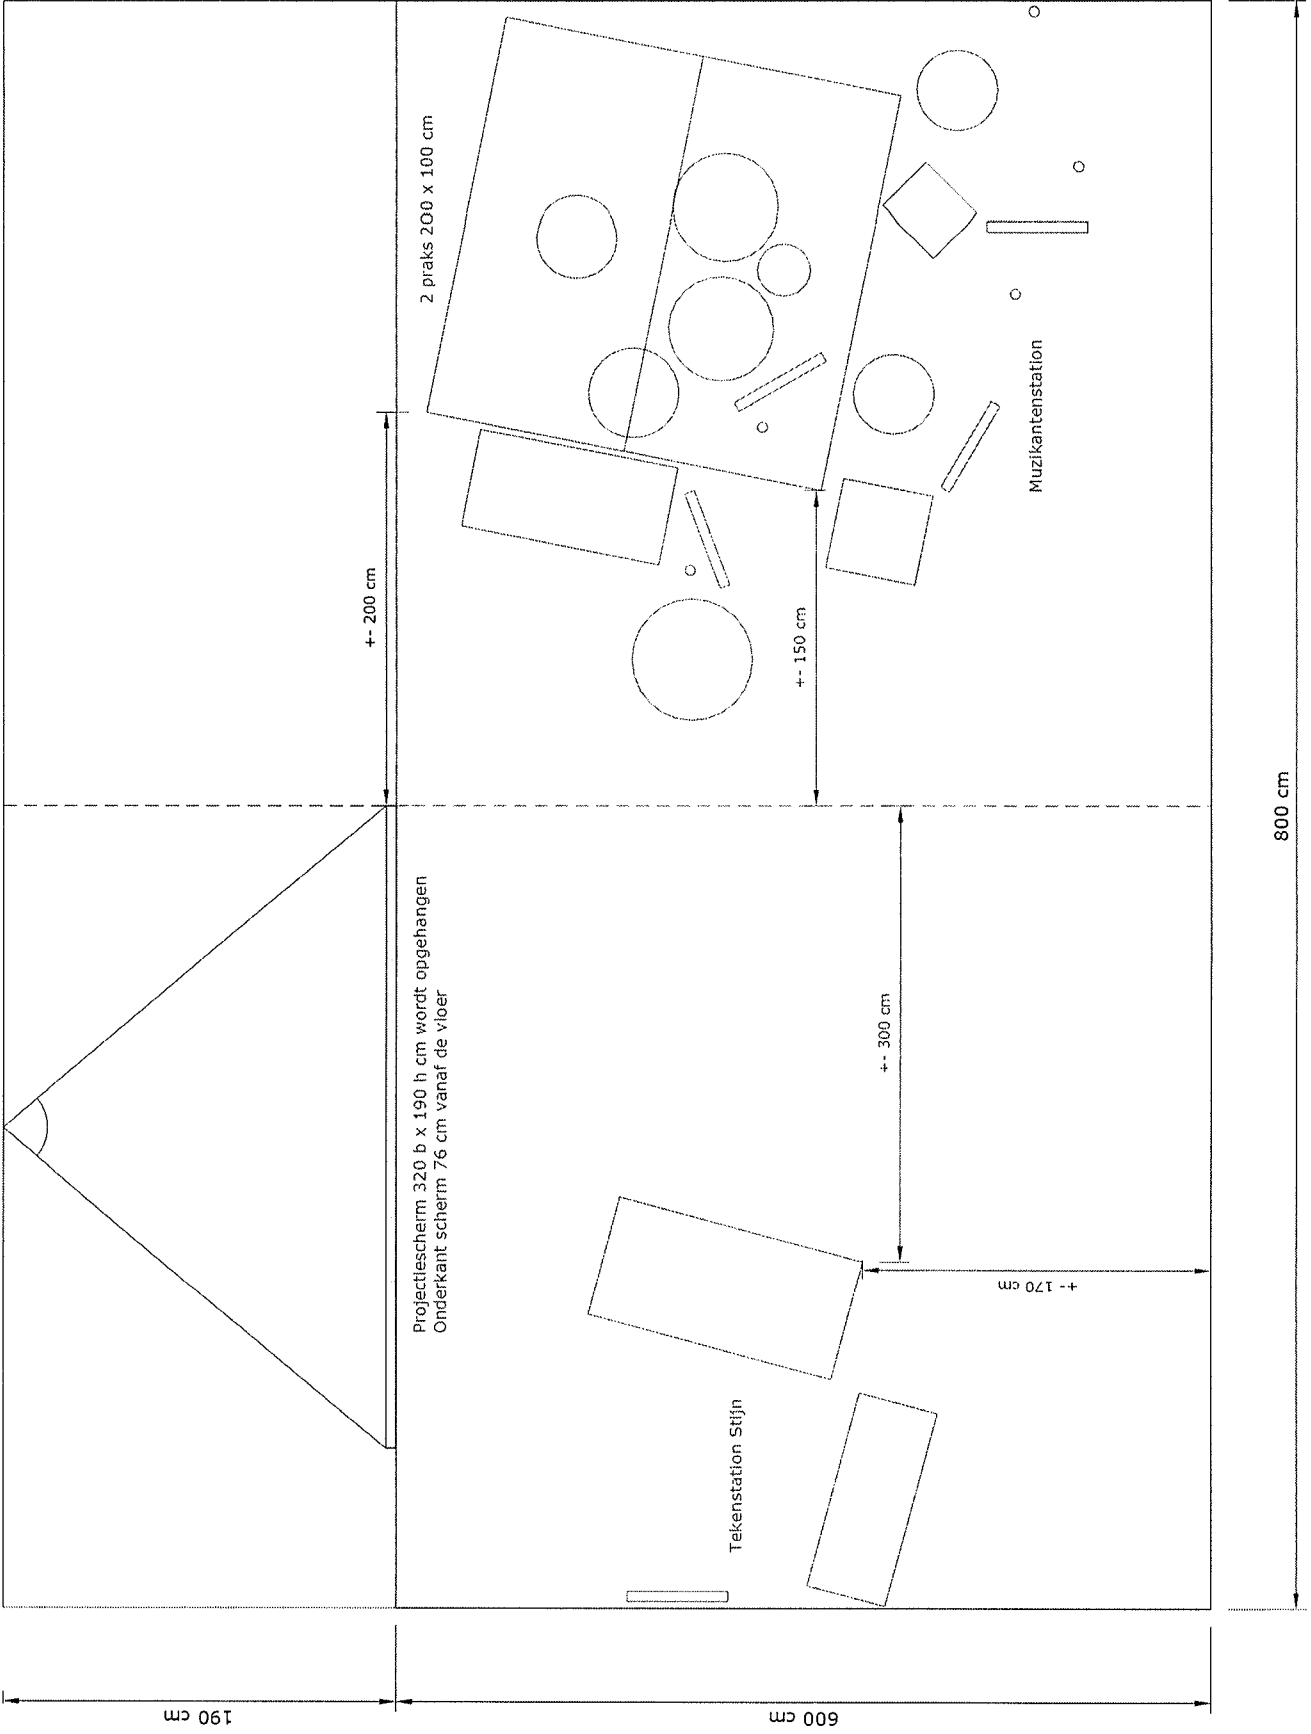 190 cm
+- 200 cm
2 praks 200 x 100 cm
Projectiescherm 320 b x 190 h cm wordt opgehangen
Onderkant scherm 76 cm vanaf de vloer
+- 150 cm
Tekenstation Stijn
+- 300 cm
+- 170 cm
Muzikantenstation
600 cm
800 cm